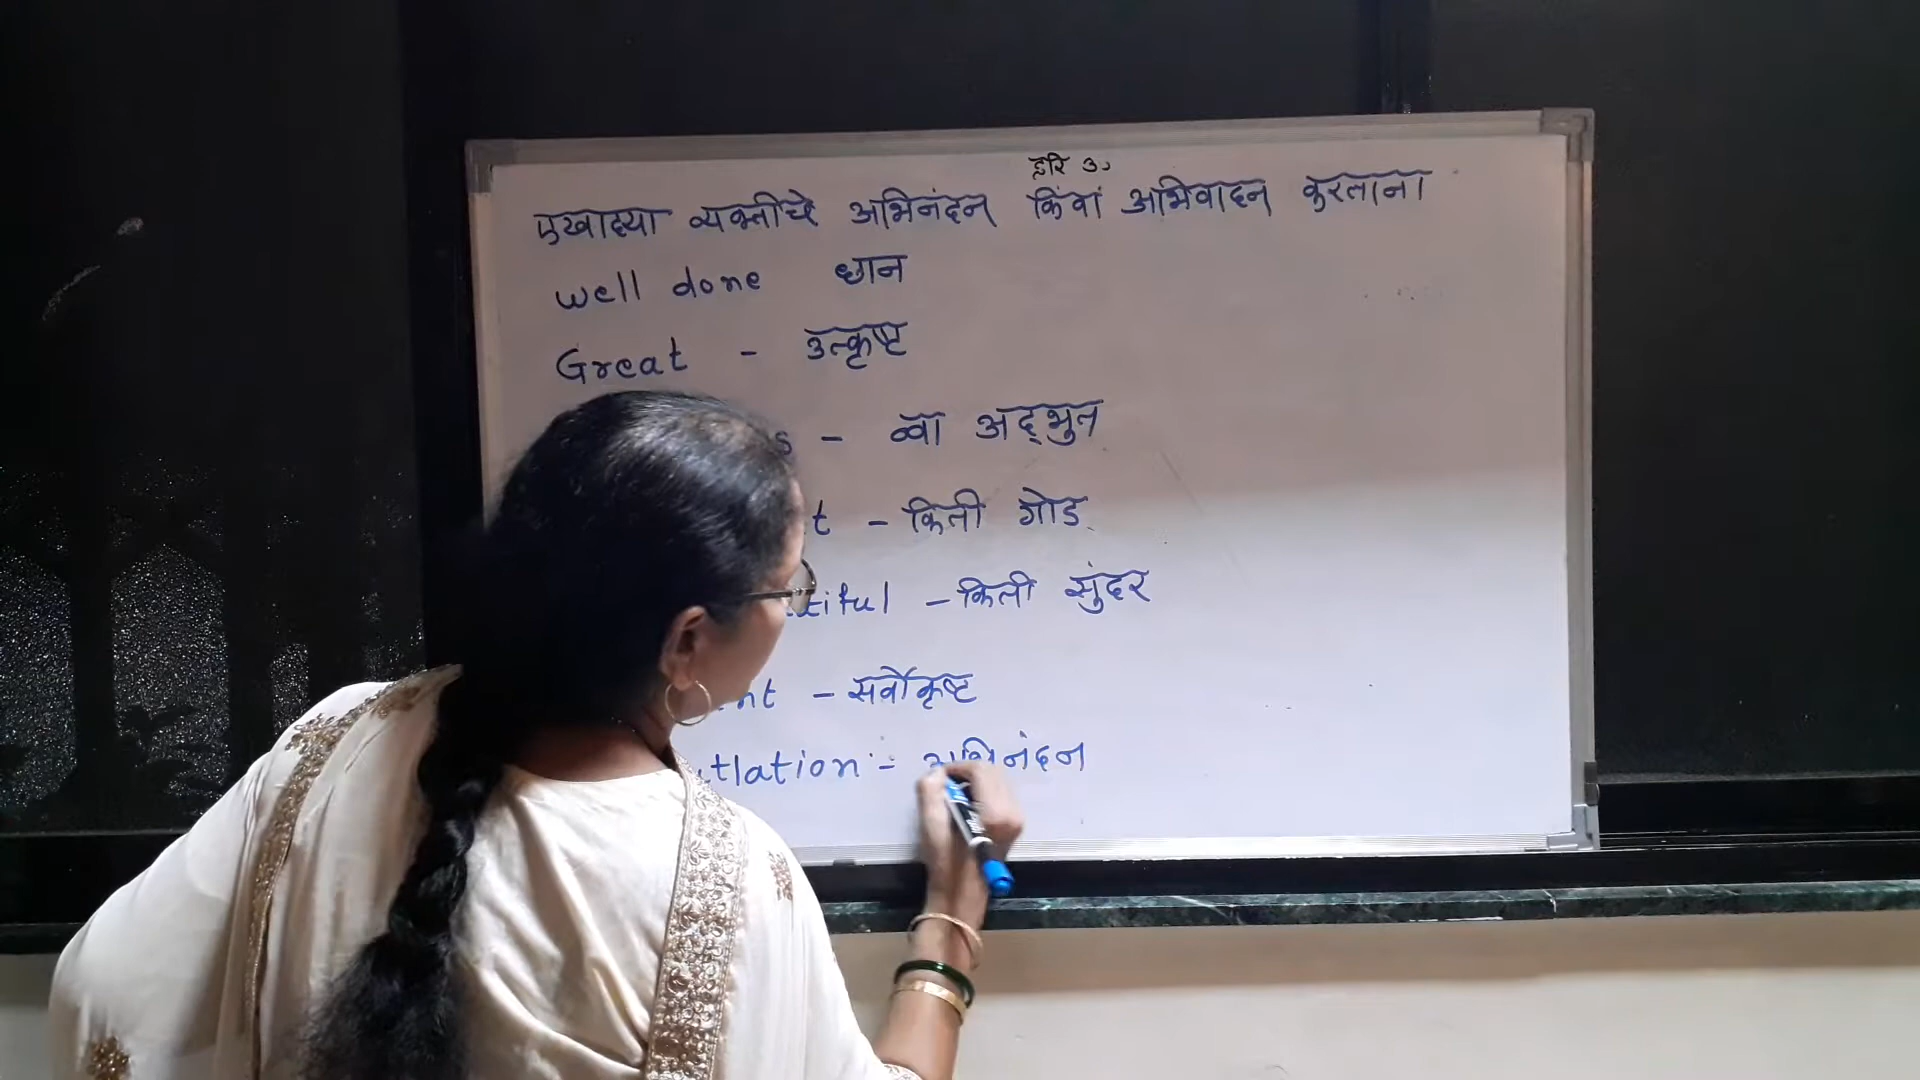 हरि ॐ
एखाद्या व्यक्तीचे अभिनंदन किंवा अभिवादन करताना
well done छान
Great - उत्कृष्ट
s - व्वा अद्भुत
t - किती गोड
tiful - किती सुंदर
nt - सर्वोकृष्ट
utlation :- अभिनंदन